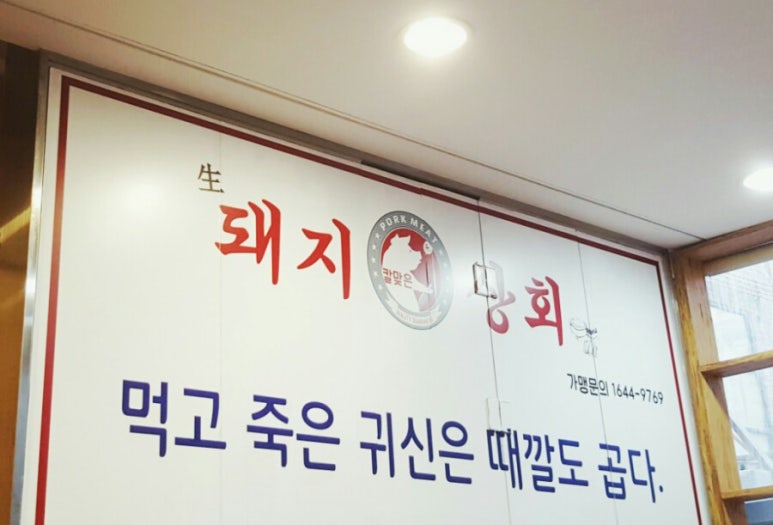 生
돼지
PORK MEAT
칼맞은
상회
가맹문의 1644-9769
먹고 죽은 귀신은 때깔도 곱다.